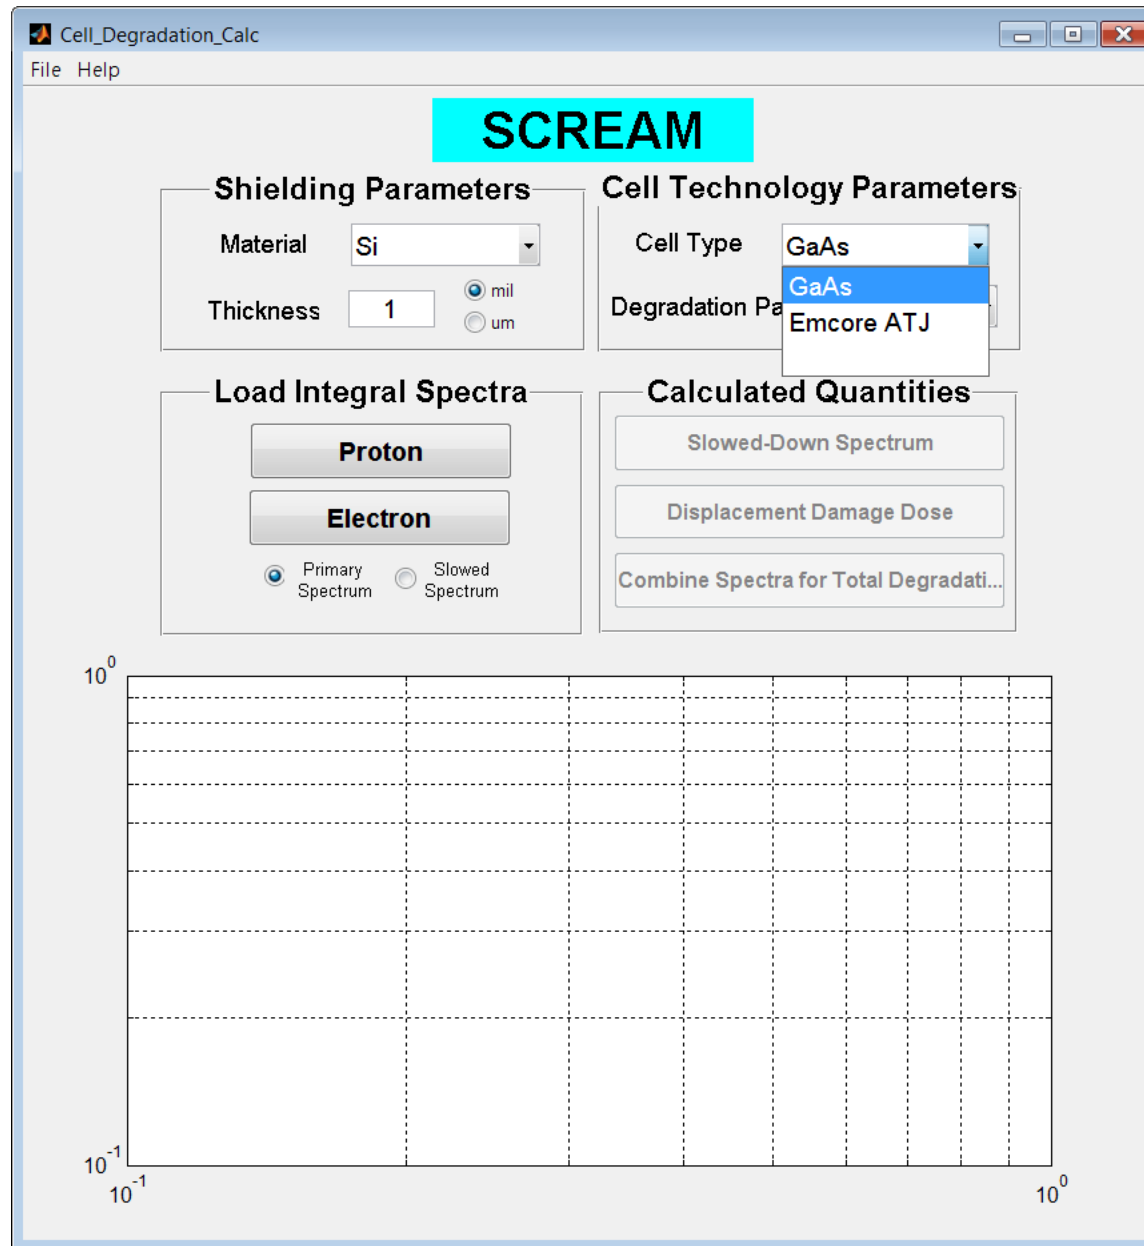 Cell_Degradation_Calc
File Help
SCREAM
Shielding Parameters
Material Si
Thickness 1 mil
um
Cell Technology Parameters
Cell Type GaAs
GaAs
Degradation Pa
Emcore ATJ
Load Integral Spectra
Proton
Electron
Primary Spectrum
Slowed Spectrum
Calculated Quantities
Slowed-Down Spectrum
Displacement Damage Dose
Combine Spectra for Total Degradati...
10^0
10^-1
10^-1
10^0